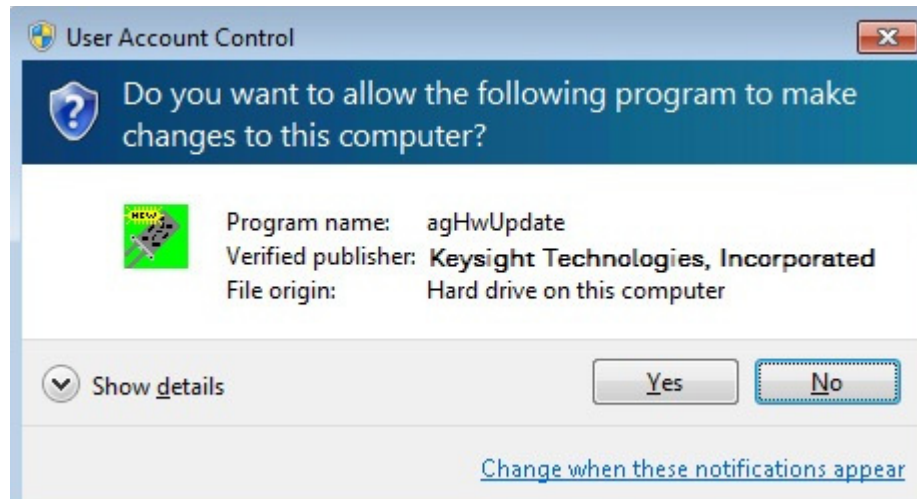 User Account Control
Do you want to allow the following program to make
changes to this computer?
NEW
Program name: agHwUpdate
Verified publisher: Keysight Technologies, Incorporated
File origin: Hard drive on this computer
Show details
Yes
No
Change when these notifications appear